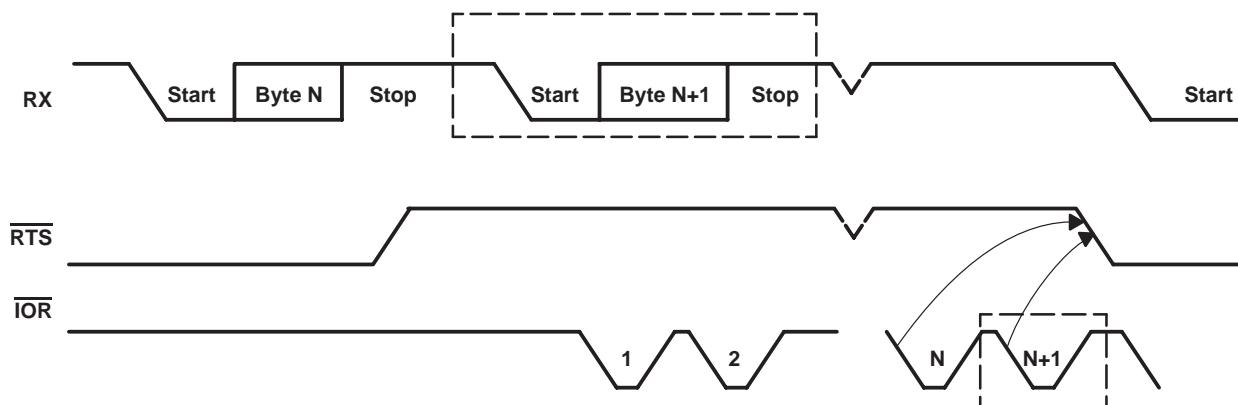 RX
Start
Byte N
Stop
Start
Byte N+1
Stop
Start
RTS
IOR
1
2
N
N+1